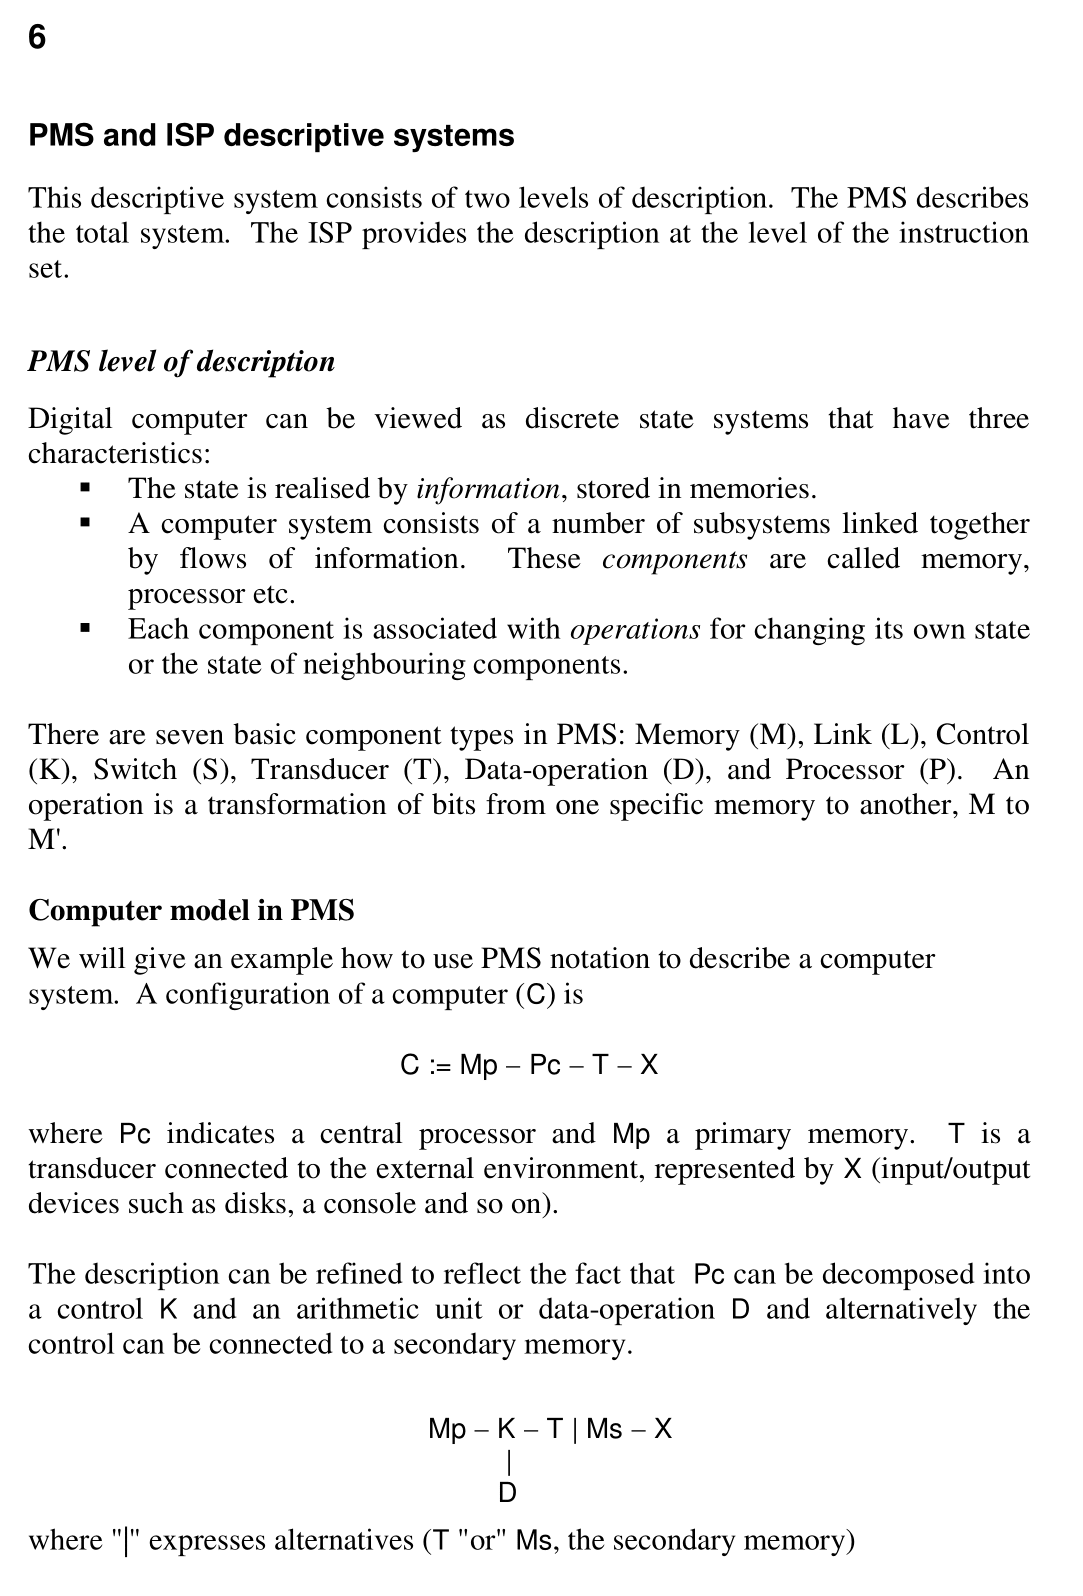 6
PMS and ISP descriptive systems
This descriptive system consists of two levels of description.  The PMS describes
the total system.  The ISP provides the description at the level of the instruction
set.
PMS level of description
Digital computer can be viewed as discrete state systems that have three
characteristics:
▪ The state is realised by information, stored in memories.
▪ A computer system consists of a number of subsystems linked together
by flows of information.  These components are called memory,
processor etc.
▪ Each component is associated with operations for changing its own state
or the state of neighbouring components.
There are seven basic component types in PMS: Memory (M), Link (L), Control
(K), Switch (S), Transducer (T), Data-operation (D), and Processor (P).  An
operation is a transformation of bits from one specific memory to another, M to
M'.
Computer model in PMS
We will give an example how to use PMS notation to describe a computer
system.  A configuration of a computer (C) is
C := Mp – Pc – T – X
where Pc indicates a central processor and Mp a primary memory.  T is a
transducer connected to the external environment, represented by X (input/output
devices such as disks, a console and so on).
The description can be refined to reflect the fact that  Pc can be decomposed into
a control K and an arithmetic unit or data-operation D and alternatively the
control can be connected to a secondary memory.
Mp – K – T | Ms – X
|
D
where "|" expresses alternatives (T "or" Ms, the secondary memory)